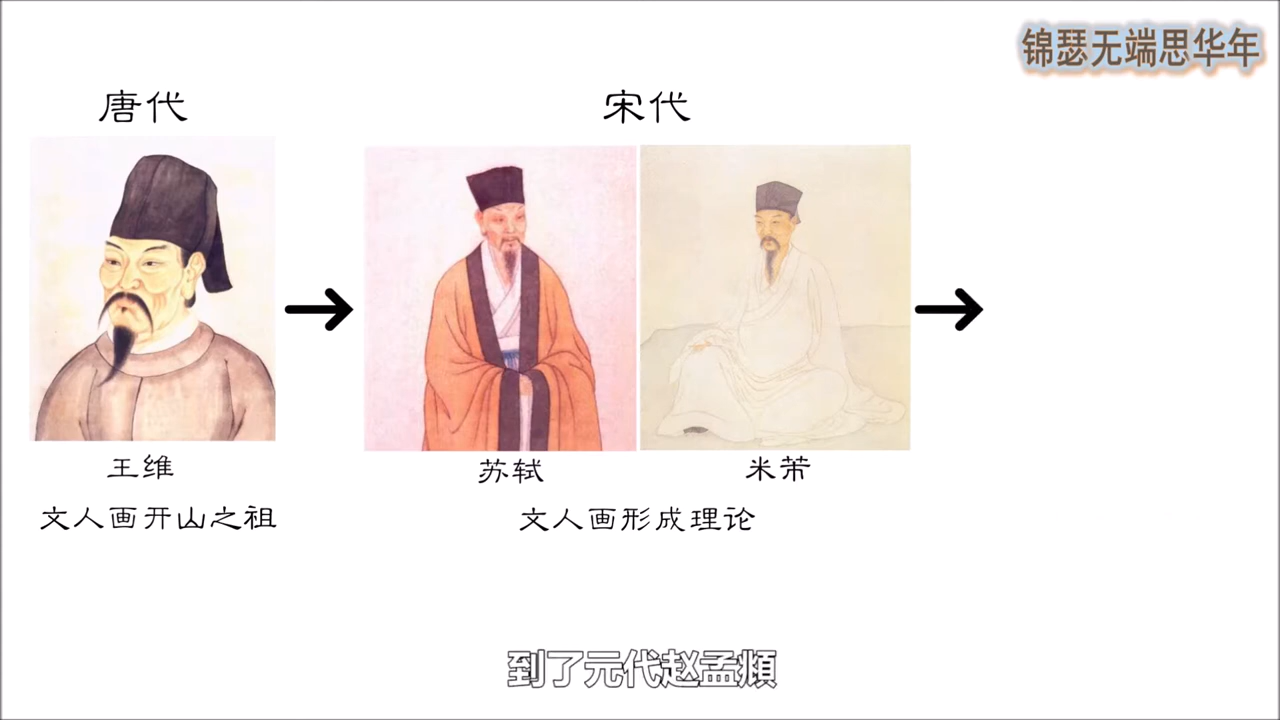 锦瑟无端思华年
唐代
宋代
王维
苏轼
米芾
文人画开山之祖
文人画形成理论
到了元代赵孟頫